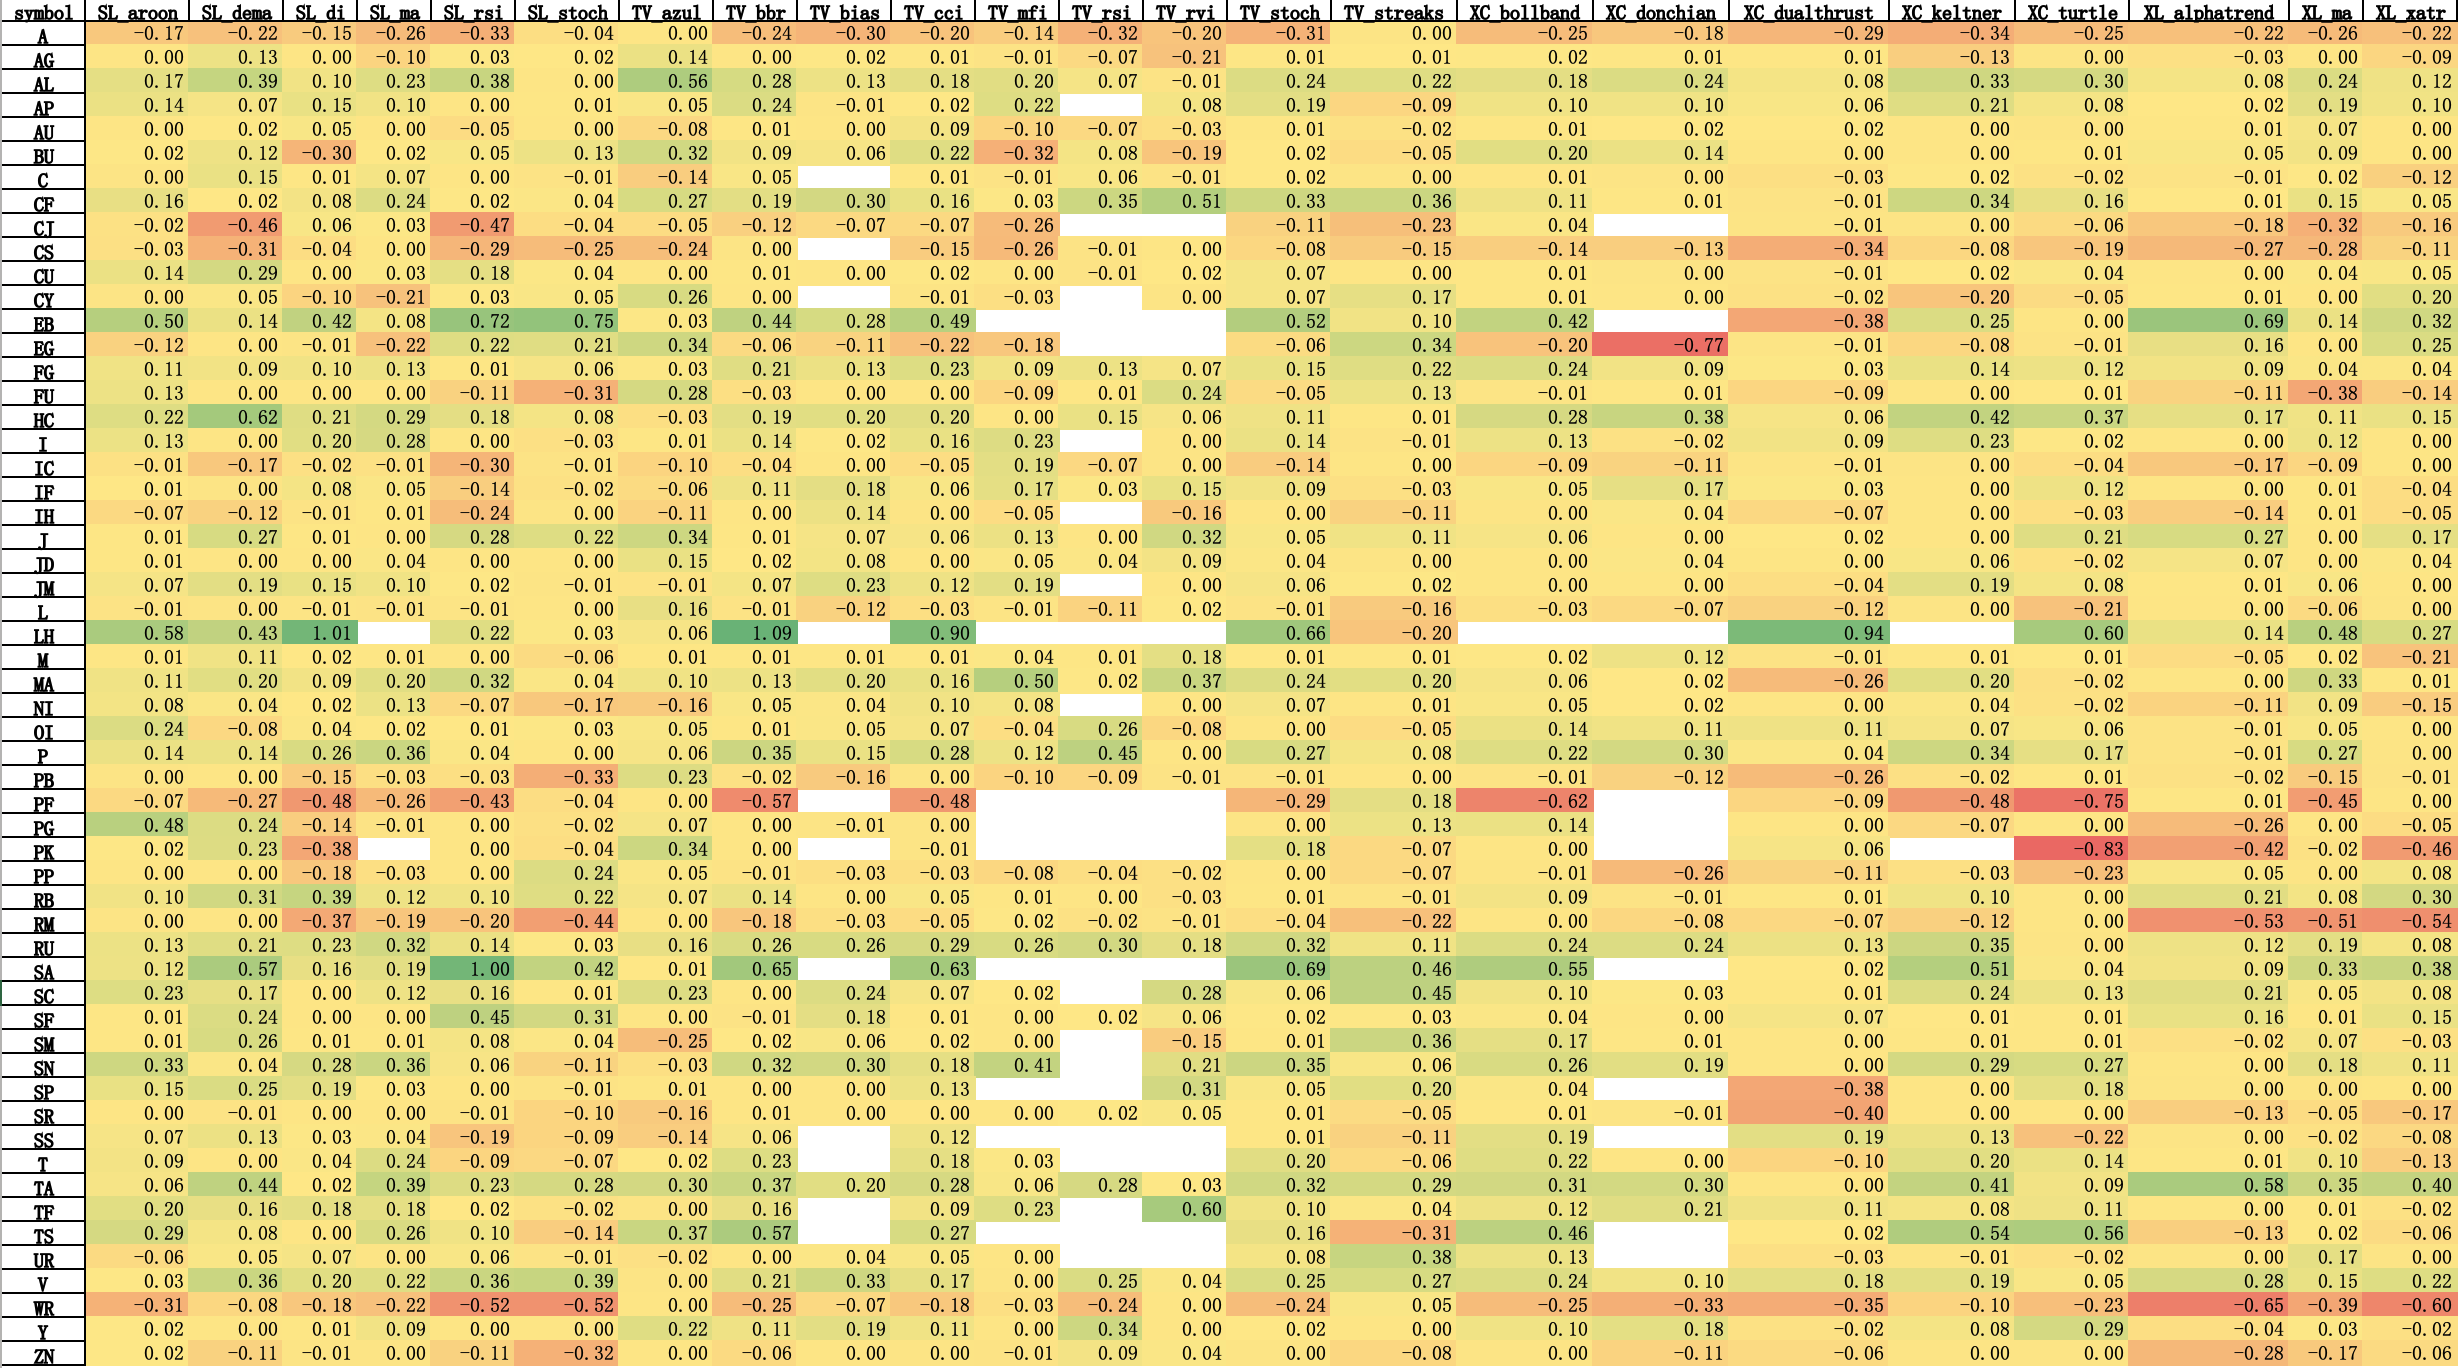 symbol SL_aroon SL_dema SL_di SL_ma SL_rsi SL_stoch TV_azul TV_bbr TV_bias TV_cci TV_mfi TV_rsi TV_rvi TV_stoch TV_streaks XC_bollband XC_donchian XC_dualthrust XC_keltner XC_turtle XL_alphatrend XL_ma XL_xatr
A -0.17 -0.22 -0.15 -0.26 -0.33 -0.04 0.00 -0.24 -0.30 -0.20 -0.14 -0.32 -0.20 -0.31 0.00 -0.25 -0.18 -0.29 -0.34 -0.25 -0.22 -0.26 -0.22
AG 0.00 0.13 0.00 -0.10 0.03 0.02 0.14 0.00 0.02 0.01 -0.01 -0.07 -0.21 0.01 0.01 0.02 0.01 0.01 -0.13 0.00 -0.03 0.00 -0.09
AL 0.17 0.39 0.10 0.23 0.38 0.00 0.56 0.28 0.13 0.18 0.20 0.07 -0.01 0.24 0.22 0.18 0.24 0.08 0.33 0.30 0.08 0.24 0.12
AP 0.14 0.07 0.15 0.10 0.00 0.01 0.05 0.24 -0.01 0.02 0.22 0.08 0.19 -0.09 0.10 0.10 0.06 0.21 0.08 0.02 0.19 0.10
AU 0.00 0.02 0.05 0.00 -0.05 0.00 -0.08 0.01 0.00 0.09 -0.10 -0.07 -0.03 0.01 -0.02 0.01 0.02 0.02 0.00 0.00 0.01 0.07 0.00
BU 0.02 0.12 -0.30 0.02 0.05 0.13 0.32 0.09 0.06 0.22 -0.32 0.08 -0.19 0.02 -0.05 0.20 0.14 0.00 0.00 0.01 0.05 0.09 0.00
C 0.00 0.15 0.01 0.07 0.00 -0.01 -0.14 0.05 0.01 -0.01 0.06 -0.01 0.02 0.00 0.01 0.00 -0.03 0.02 -0.02 -0.01 0.02 -0.12
CF 0.16 0.02 0.08 0.24 0.02 0.04 0.27 0.19 0.30 0.16 0.03 0.35 0.51 0.33 0.36 0.11 0.01 -0.01 0.34 0.16 0.01 0.15 0.05
CJ -0.02 -0.46 0.06 0.03 -0.47 -0.04 -0.05 -0.12 -0.07 -0.07 -0.26 -0.11 -0.23 0.04 -0.01 0.00 -0.06 -0.18 -0.32 -0.16
CS -0.03 -0.31 -0.04 0.00 -0.29 -0.25 -0.24 0.00 -0.15 -0.26 -0.01 0.00 -0.08 -0.15 -0.14 -0.13 -0.34 -0.08 -0.19 -0.27 -0.28 -0.11
CU 0.14 0.29 0.00 0.03 0.18 0.04 0.00 0.01 0.00 0.02 0.00 -0.01 0.02 0.07 0.00 0.01 0.00 -0.01 0.02 0.04 0.00 0.04 0.05
CY 0.00 0.05 -0.10 -0.21 0.03 0.05 0.26 0.00 -0.01 -0.03 0.00 0.07 0.17 0.01 0.00 -0.02 -0.20 -0.05 0.01 0.00 0.20
EB 0.50 0.14 0.42 0.08 0.72 0.75 0.03 0.44 0.28 0.49 0.52 0.10 0.42 -0.38 0.25 0.00 0.69 0.14 0.32
EG -0.12 0.00 -0.01 -0.22 0.22 0.21 0.34 -0.06 -0.11 -0.22 -0.18 -0.06 0.34 -0.20 -0.77 -0.01 -0.08 -0.01 0.16 0.00 0.25
FG 0.11 0.09 0.10 0.13 0.01 0.06 0.03 0.21 0.13 0.23 0.09 0.13 0.07 0.15 0.22 0.24 0.09 0.03 0.14 0.12 0.09 0.04 0.04
FU 0.13 0.00 0.00 0.00 -0.11 -0.31 0.28 -0.03 0.00 0.00 -0.09 0.01 0.24 -0.05 0.13 -0.01 0.01 -0.09 0.00 0.01 -0.11 -0.38 -0.14
HC 0.22 0.62 0.21 0.29 0.18 0.08 -0.03 0.19 0.20 0.20 0.00 0.15 0.06 0.11 0.01 0.28 0.38 0.06 0.42 0.37 0.17 0.11 0.15
I 0.13 0.00 0.20 0.28 0.00 -0.03 0.01 0.14 0.02 0.16 0.23 0.00 0.14 -0.01 0.13 -0.02 0.09 0.23 0.02 0.00 0.12 0.00
IC -0.01 -0.17 -0.02 -0.01 -0.30 -0.01 -0.10 -0.04 0.00 -0.05 0.19 -0.07 0.00 -0.14 0.00 -0.09 -0.11 -0.01 0.00 -0.04 -0.17 -0.09 0.00
IF 0.01 0.00 0.08 0.05 -0.14 -0.02 -0.06 0.11 0.18 0.06 0.17 0.03 0.15 0.09 -0.03 0.05 0.17 0.03 0.00 0.12 0.00 0.01 -0.04
IH -0.07 -0.12 -0.01 0.01 -0.24 0.00 -0.11 0.00 0.14 0.00 -0.05 -0.16 0.00 -0.11 0.00 0.04 -0.07 0.00 -0.03 -0.14 0.01 -0.05
J 0.01 0.27 0.01 0.00 0.28 0.22 0.34 0.01 0.07 0.06 0.13 0.00 0.32 0.05 0.11 0.06 0.00 0.02 0.00 0.21 0.27 0.00 0.17
JD 0.01 0.00 0.00 0.04 0.00 0.00 0.15 0.02 0.08 0.00 0.05 0.04 0.09 0.04 0.00 0.00 0.04 0.00 0.06 -0.02 0.07 0.00 0.04
JM 0.07 0.19 0.15 0.10 0.02 -0.01 -0.01 0.07 0.23 0.12 0.19 0.00 0.06 0.02 0.00 0.00 -0.04 0.19 0.08 0.01 0.06 0.00
L -0.01 0.00 -0.01 -0.01 -0.01 0.00 0.16 -0.01 -0.12 -0.03 -0.01 -0.11 0.02 -0.01 -0.16 -0.03 -0.07 -0.12 0.00 -0.21 0.00 -0.06 0.00
LH 0.58 0.43 1.01 0.22 0.03 0.06 1.09 0.90 0.66 -0.20 0.94 0.60 0.14 0.48 0.27
M 0.01 0.11 0.02 0.01 0.00 -0.06 0.01 0.01 0.01 0.01 0.04 0.01 0.18 0.01 0.01 0.02 0.12 -0.01 0.01 0.01 -0.05 0.02 -0.21
MA 0.11 0.20 0.09 0.20 0.32 0.04 0.10 0.13 0.20 0.16 0.50 0.02 0.37 0.24 0.20 0.06 0.02 -0.26 0.20 -0.02 0.00 0.33 0.01
NI 0.08 0.04 0.02 0.13 -0.07 -0.17 -0.16 0.05 0.04 0.10 0.08 0.00 0.07 0.01 0.05 0.02 0.00 0.04 -0.02 -0.11 0.09 -0.15
OI 0.24 -0.08 0.04 0.02 0.01 0.03 0.05 0.01 0.05 0.07 -0.04 0.26 -0.08 0.00 -0.05 0.14 0.11 0.11 0.07 0.06 -0.01 0.05 0.00
P 0.14 0.14 0.26 0.36 0.04 0.00 0.06 0.35 0.15 0.28 0.12 0.45 0.00 0.27 0.08 0.22 0.30 0.04 0.34 0.17 -0.01 0.27 0.00
PB 0.00 0.00 -0.15 -0.03 -0.03 -0.33 0.23 -0.02 -0.16 0.00 -0.10 -0.09 -0.01 -0.01 0.00 -0.01 -0.12 -0.26 -0.02 0.01 -0.02 -0.15 -0.01
PF -0.07 -0.27 -0.48 -0.26 -0.43 -0.04 0.00 -0.57 -0.48 -0.29 0.18 -0.62 -0.09 -0.48 -0.75 0.01 -0.45 0.00
PG 0.48 0.24 -0.14 -0.01 0.00 -0.02 0.07 0.00 -0.01 0.00 0.00 0.13 0.14 0.00 -0.07 0.00 -0.26 0.00 -0.05
PK 0.02 0.23 -0.38 0.00 -0.04 0.34 0.00 -0.01 0.18 -0.07 0.00 0.06 -0.83 -0.42 -0.02 -0.46
PP 0.00 0.00 -0.18 -0.03 0.00 0.24 0.05 -0.01 -0.03 -0.03 -0.08 -0.04 -0.02 0.00 -0.07 -0.01 -0.26 -0.11 -0.03 -0.23 0.05 0.00 0.08
RB 0.10 0.31 0.39 0.12 0.10 0.22 0.07 0.14 0.00 0.05 0.01 0.00 -0.03 0.01 -0.01 0.09 -0.01 0.01 0.10 0.00 0.21 0.08 0.30
RM 0.00 0.00 -0.37 -0.19 -0.20 -0.44 0.00 -0.18 -0.03 -0.05 0.02 -0.02 -0.01 -0.04 -0.22 0.00 -0.08 -0.07 -0.12 0.00 -0.53 -0.51 -0.54
RU 0.13 0.21 0.23 0.32 0.14 0.03 0.16 0.26 0.26 0.29 0.26 0.30 0.18 0.32 0.11 0.24 0.24 0.13 0.35 0.00 0.12 0.19 0.08
SA 0.12 0.57 0.16 0.19 1.00 0.42 0.01 0.65 0.63 0.69 0.46 0.55 0.02 0.51 0.04 0.09 0.33 0.38
SC 0.23 0.17 0.00 0.12 0.16 0.01 0.23 0.00 0.24 0.07 0.02 0.28 0.06 0.45 0.10 0.03 0.01 0.24 0.13 0.21 0.05 0.08
SF 0.01 0.24 0.00 0.00 0.45 0.31 0.00 -0.01 0.18 0.01 0.00 0.02 0.06 0.02 0.03 0.04 0.00 0.07 0.01 0.01 0.16 0.01 0.15
SM 0.01 0.26 0.01 0.01 0.08 0.04 -0.25 0.02 0.06 0.02 0.00 -0.15 0.01 0.36 0.17 0.01 0.00 0.01 0.01 -0.02 0.07 -0.03
SN 0.33 0.04 0.28 0.36 0.06 -0.11 -0.03 0.32 0.30 0.18 0.41 0.21 0.35 0.06 0.26 0.19 0.00 0.29 0.27 0.00 0.18 0.11
SP 0.15 0.25 0.19 0.03 0.00 -0.01 0.01 0.00 0.00 0.13 0.31 0.05 0.20 0.04 -0.38 0.00 0.18 0.00 0.00 0.00
SR 0.00 -0.01 0.00 0.00 -0.01 -0.10 -0.16 0.01 0.00 0.00 0.00 0.02 0.05 0.01 -0.05 0.01 -0.01 -0.40 0.00 0.00 -0.13 -0.05 -0.17
SS 0.07 0.13 0.03 0.04 -0.19 -0.09 -0.14 0.06 0.12 0.01 -0.11 0.19 0.19 0.13 -0.22 0.00 -0.02 -0.08
T 0.09 0.00 0.04 0.24 -0.09 -0.07 0.02 0.23 0.18 0.03 0.20 -0.06 0.22 0.00 -0.10 0.20 0.14 0.01 0.10 -0.13
TA 0.06 0.44 0.02 0.39 0.23 0.28 0.30 0.37 0.20 0.28 0.06 0.28 0.03 0.32 0.29 0.31 0.30 0.00 0.41 0.09 0.58 0.35 0.40
TF 0.20 0.16 0.18 0.18 0.02 -0.02 0.00 0.16 0.09 0.23 0.60 0.10 0.04 0.12 0.21 0.11 0.08 0.11 0.00 0.01 -0.02
TS 0.29 0.08 0.00 0.26 0.10 -0.14 0.37 0.57 0.27 0.16 -0.31 0.46 0.02 0.54 0.56 -0.13 0.02 -0.06
UR -0.06 0.05 0.07 0.00 0.06 -0.01 -0.02 0.00 0.04 0.05 0.00 0.08 0.38 0.13 -0.03 -0.01 -0.02 0.00 0.17 0.00
V 0.03 0.36 0.20 0.22 0.36 0.39 0.00 0.21 0.33 0.17 0.00 0.25 0.04 0.25 0.27 0.24 0.10 0.18 0.19 0.05 0.28 0.15 0.22
WR -0.31 -0.08 -0.18 -0.22 -0.52 -0.52 0.00 -0.25 -0.07 -0.18 -0.03 -0.24 0.00 -0.24 0.05 -0.25 -0.33 -0.35 -0.10 -0.23 -0.65 -0.39 -0.60
Y 0.02 0.00 0.01 0.09 0.00 0.00 0.22 0.11 0.19 0.11 0.00 0.34 0.00 0.02 0.00 0.10 0.18 -0.02 0.08 0.29 -0.04 0.03 -0.02
ZN 0.02 -0.11 -0.01 0.00 -0.11 -0.32 0.00 -0.06 0.00 0.00 -0.01 0.09 0.04 0.00 -0.08 0.00 -0.11 -0.06 0.00 0.00 -0.28 -0.17 -0.06